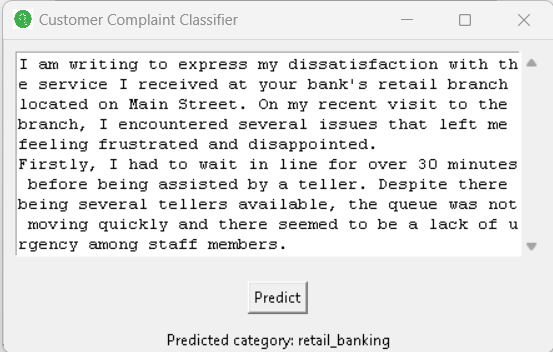 Customer Complaint Classifier
I am writing to express my dissatisfaction with th
e service I received at your bank's retail branch
located on Main Street. On my recent visit to the
branch, I encountered several issues that left me
feeling frustrated and disappointed.
Firstly, I had to wait in line for over 30 minutes
before being assisted by a teller. Despite there
being several tellers available, the queue was not
moving quickly and there seemed to be a lack of u
rgency among staff members.
Predict
Predicted category: retail_banking